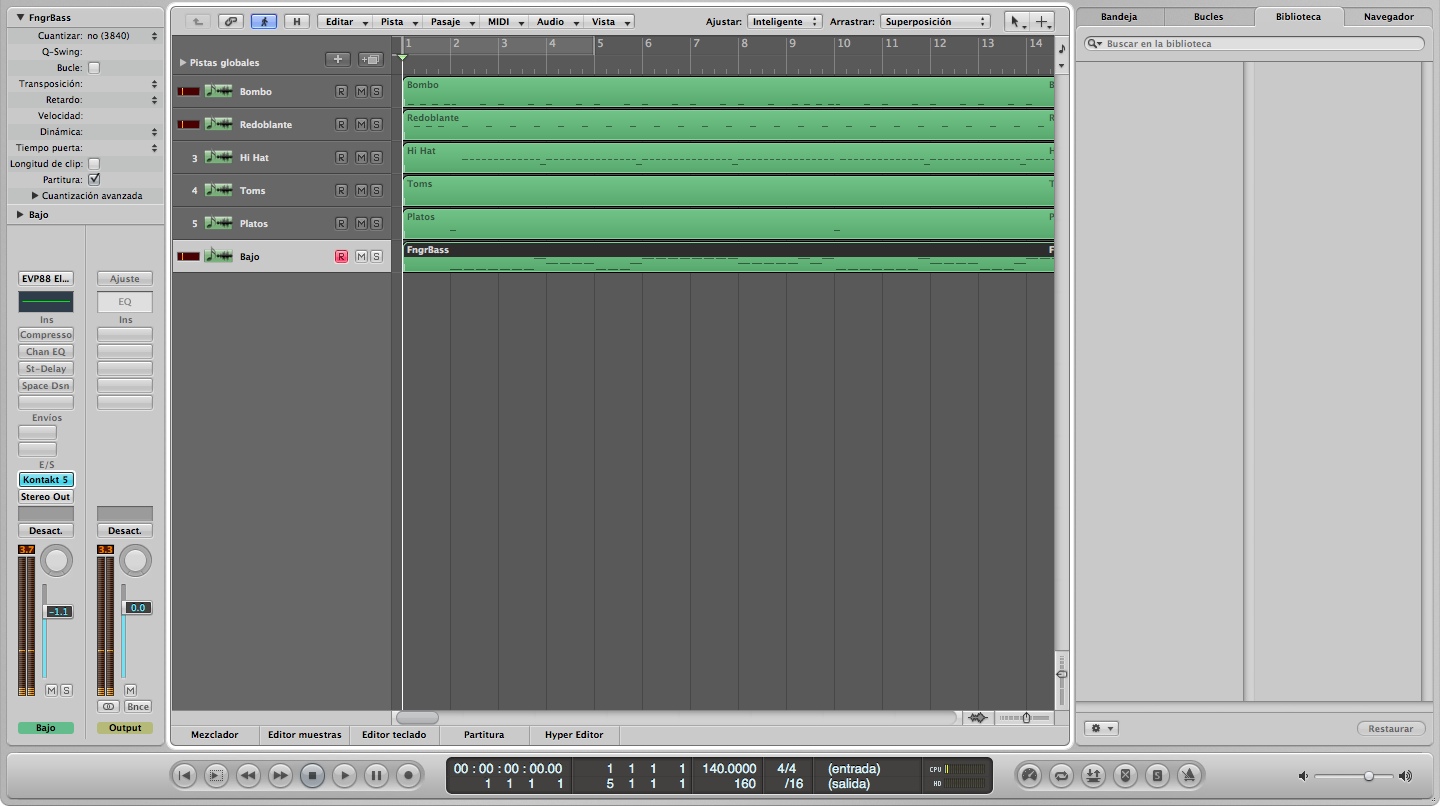 FngrBass
Cuantizar: no (3840)
Q-Swing:
Bucle:
Transposición:
Retardo:
Velocidad:
Dinámica:
Tiempo puerta:
Longitud de clip:
Partitura:
Cuantización avanzada
Bajo
EVP88 El... Ajuste
EQ
Ins Ins
Compresso
Chan EQ
St-Delay
Space Dsn
Envíos
E/S
Kontakt 5
Stereo Out
Desact. Desact.
3.7 3.3
-1.1 0.0
M S M
Bnce
Bajo Output
H Editar Pista Pasaje MIDI Audio Vista Ajustar: Inteligente Arrastrar: Superposición
1 2 3 4 5 6 7 8 9 10 11 12 13 14
Pistas globales
Bombo R M S Bombo B
Redoblante R M S Redoblante R
3 Hi Hat R M S Hi Hat H
4 Toms R M S Toms T
5 Platos R M S Platos P
Bajo R M S FngrBass F
Mezclador Editor muestras Editor teclado Partitura Hyper Editor
Bandeja Bucles Biblioteca Navegador
Buscar en la biblioteca
Restaurar
00 : 00 : 00 : 00.00 1 1 1 1 140.0000 4/4 (entrada) CPU
1 1 1 1 5 1 1 1 160 /16 (salida) HD
S